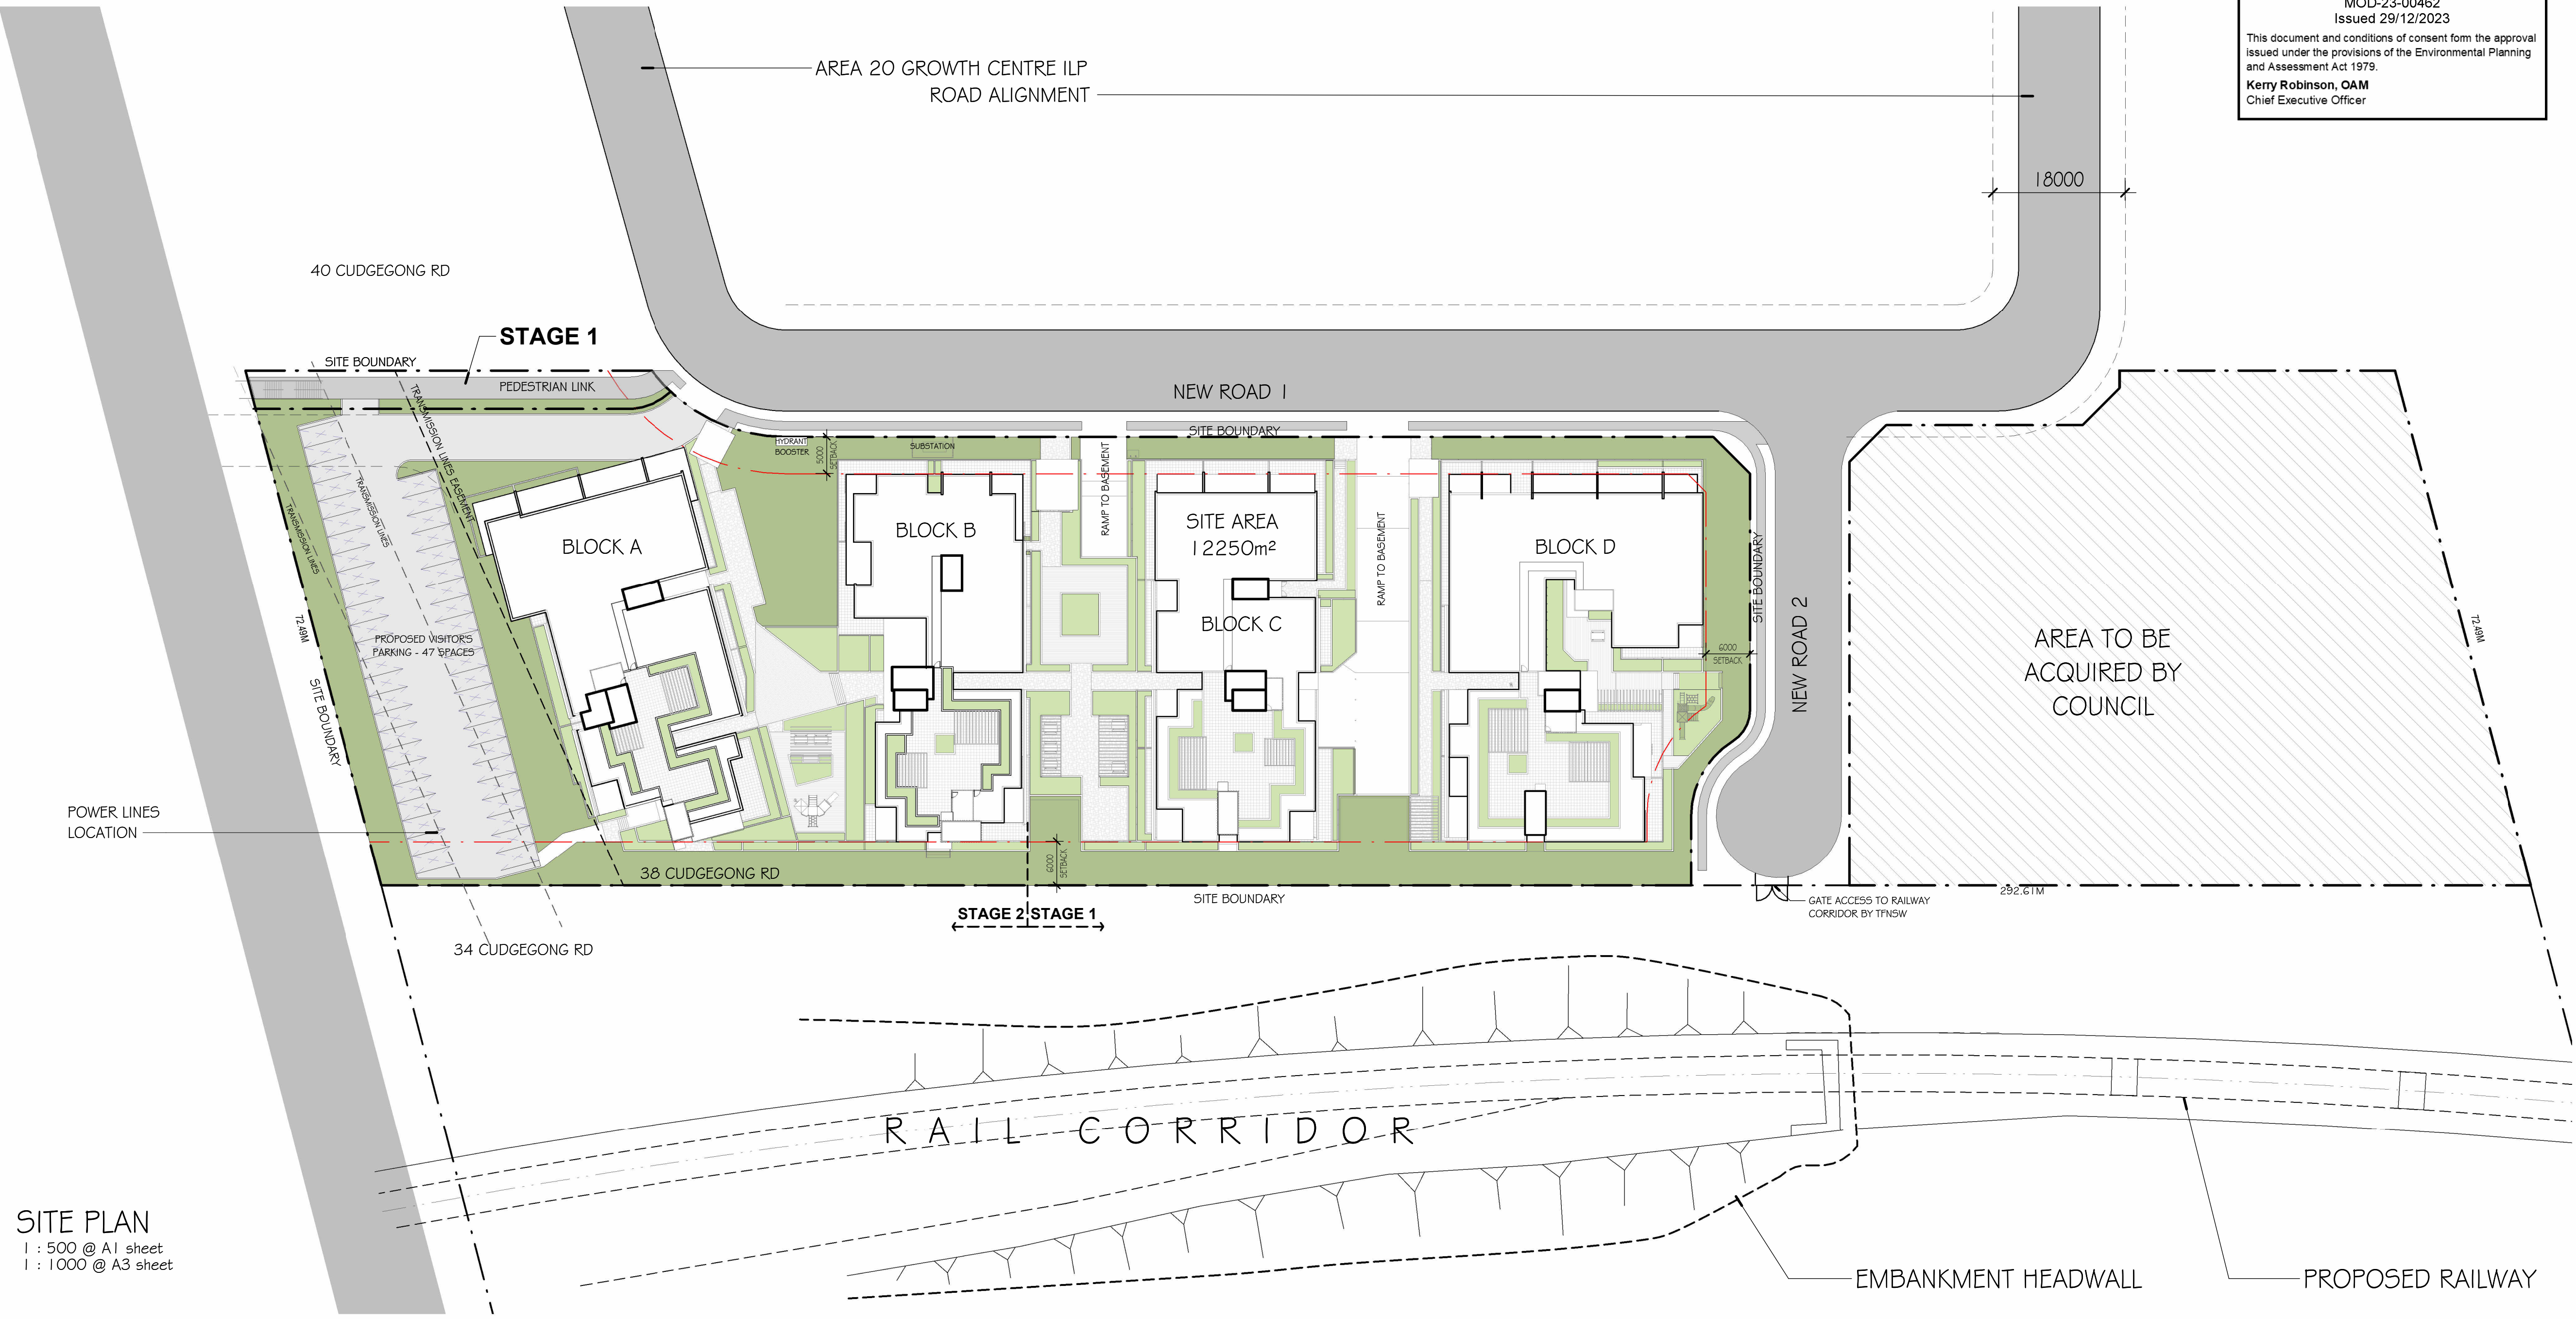 MOD-23-00462
Issued 29/12/2023
This document and conditions of consent form the approval
issued under the provisions of the Environmental Planning
and Assessment Act 1979.
Kerry Robinson, OAM
Chief Executive Officer
AREA 20 GROWTH CENTRE ILP
ROAD ALIGNMENT
18000
40 CUDGEGONG RD
STAGE 1
SITE BOUNDARY
PEDESTRIAN LINK
NEW ROAD 1
TRANSMISSION LINES EASEMENT
TRANSMISSION LINES
TRANSMISSION LINES
HYDRANT
BOOSTER
5000
SETBACK
SUBSTATION
SITE BOUNDARY
RAMP TO BASEMENT
RAMP TO BASEMENT
BLOCK A
BLOCK B
SITE AREA
12250m²
BLOCK C
BLOCK D
SITE BOUNDARY
6000
SETBACK
NEW ROAD 2
AREA TO BE
ACQUIRED BY
COUNCIL
72.49M
72.49M
SITE BOUNDARY
PROPOSED VISITOR'S
PARKING - 47 SPACES
POWER LINES
LOCATION
38 CUDGEGONG RD
6000
SETBACK
SITE BOUNDARY
292.61M
GATE ACCESS TO RAILWAY
CORRIDOR BY TFNSW
STAGE 2 STAGE 1
34 CUDGEGONG RD
RAIL CORRIDOR
SITE PLAN
1 : 500 @ A1 sheet
1 : 1000 @ A3 sheet
EMBANKMENT HEADWALL
PROPOSED RAILWAY